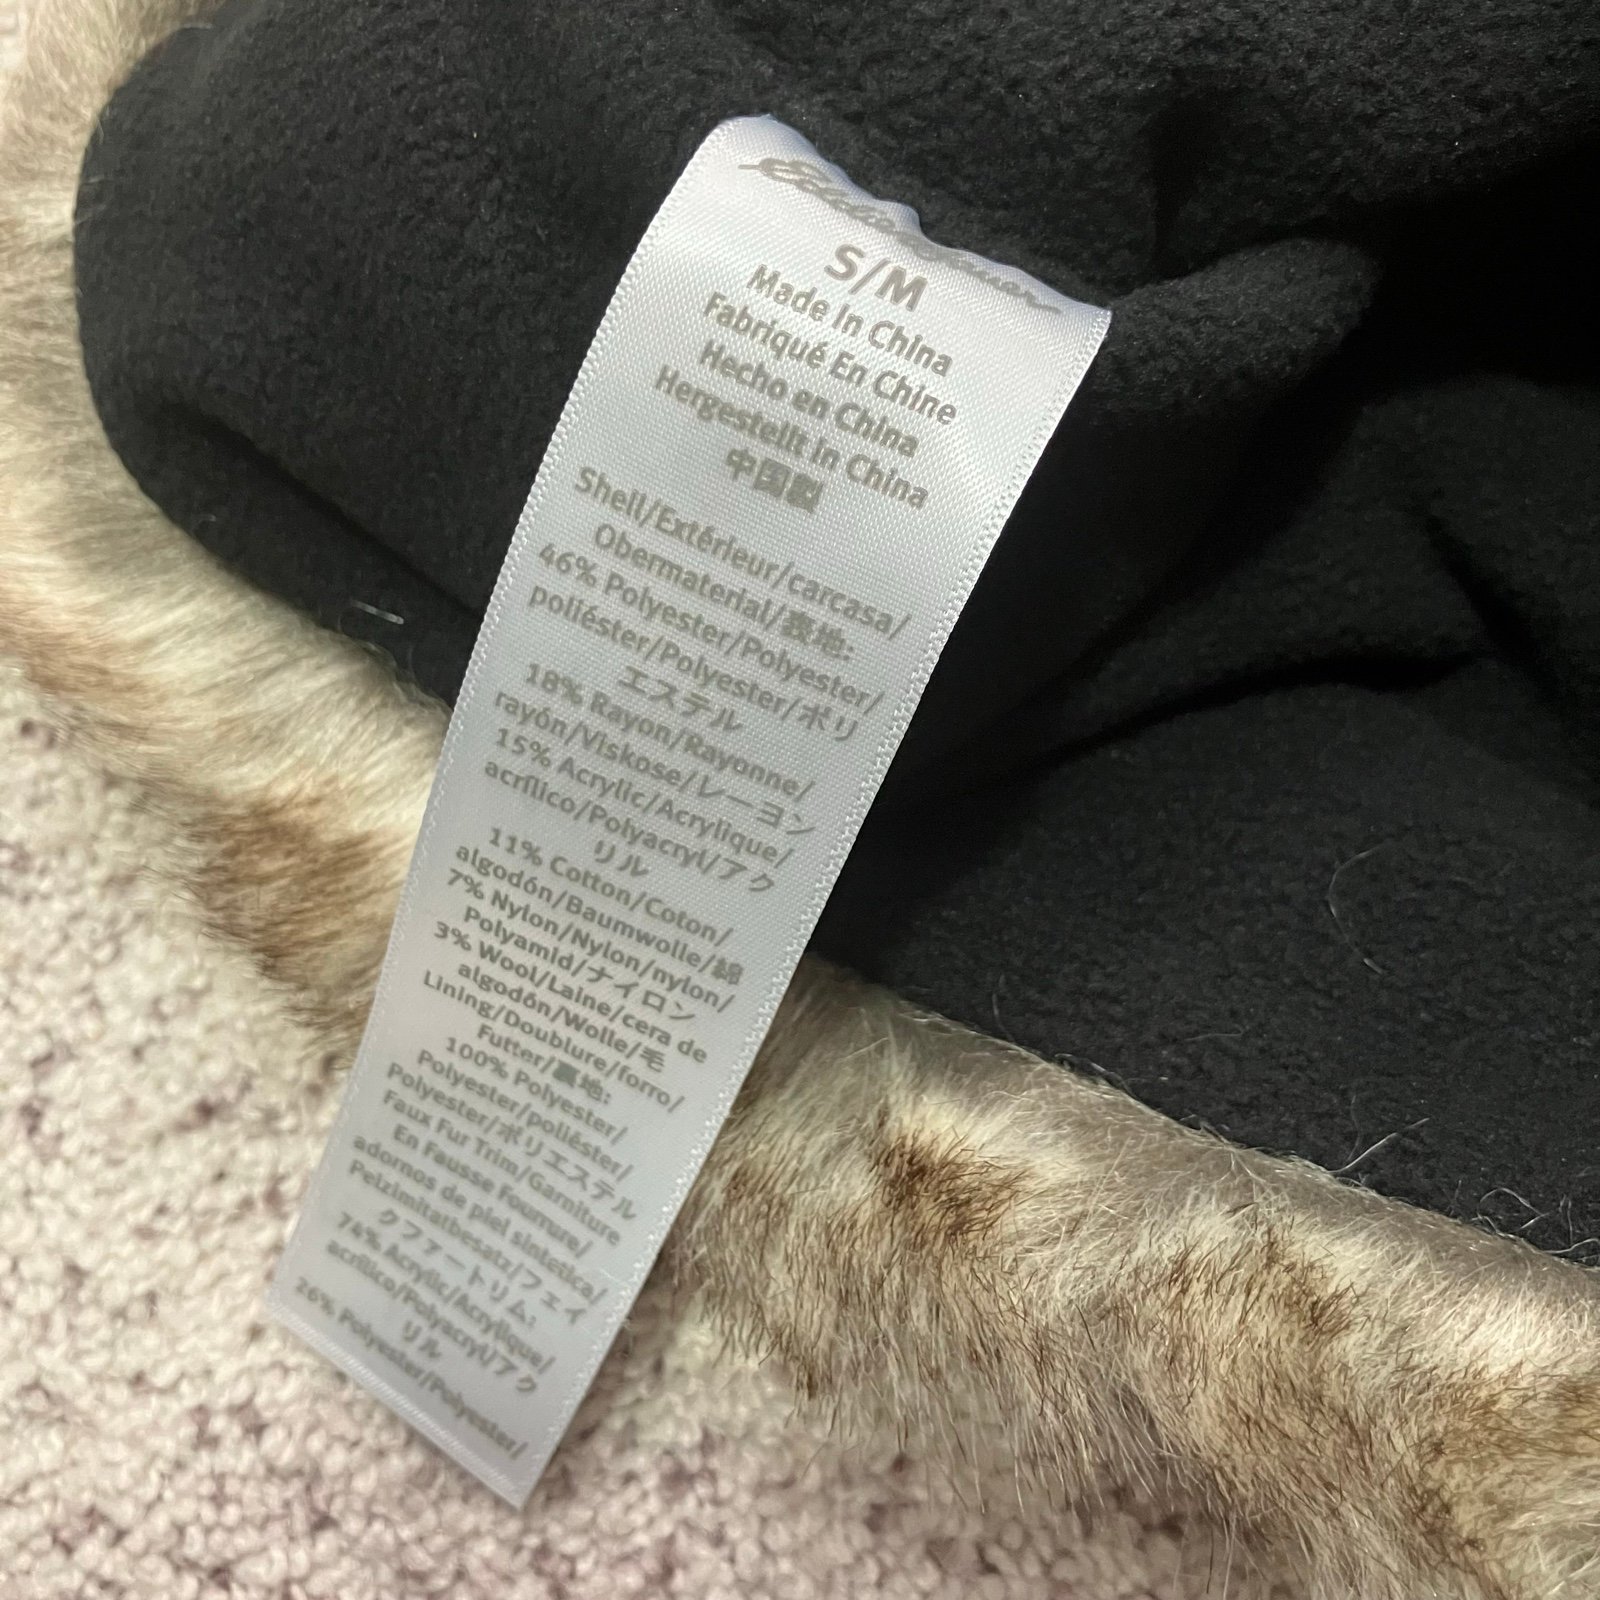 Eddie Bauer
S/M
Made In China
Fabriqué En Chine
Hecho en China
Hergestellt in China
中国製
Shell/Extérieur/carcasa/
Obermaterial/表地:
46% Polyester/Polyester/
poliéster/Polyester/ポリ
エステル
18% Rayon/Rayonne/
rayón/Viskose/レーヨン
15% Acrylic/Acrylique/
acrílico/Polyacryl/アク
リル
11% Cotton/Coton/
algodón/Baumwolle/綿
7% Nylon/Nylon/nylon/
Polyamid/ナイロン
3% Wool/Laine/cera de
algodón/Wolle/毛
Lining/Doublure/forro/
Futter/裏地:
100% Polyester/
Polyester/poliéster/
Polyester/ポリエステル
Faux Fur Trim/Garniture
En Fausse Fourrure/
adornos de piel sintetica/
Pelzimitatbesatz/フェイ
クファートリム:
74% Acrylic/Acrylique/
acrílico/Polyacryl/アク
リル
26% Polyester/Polyester/